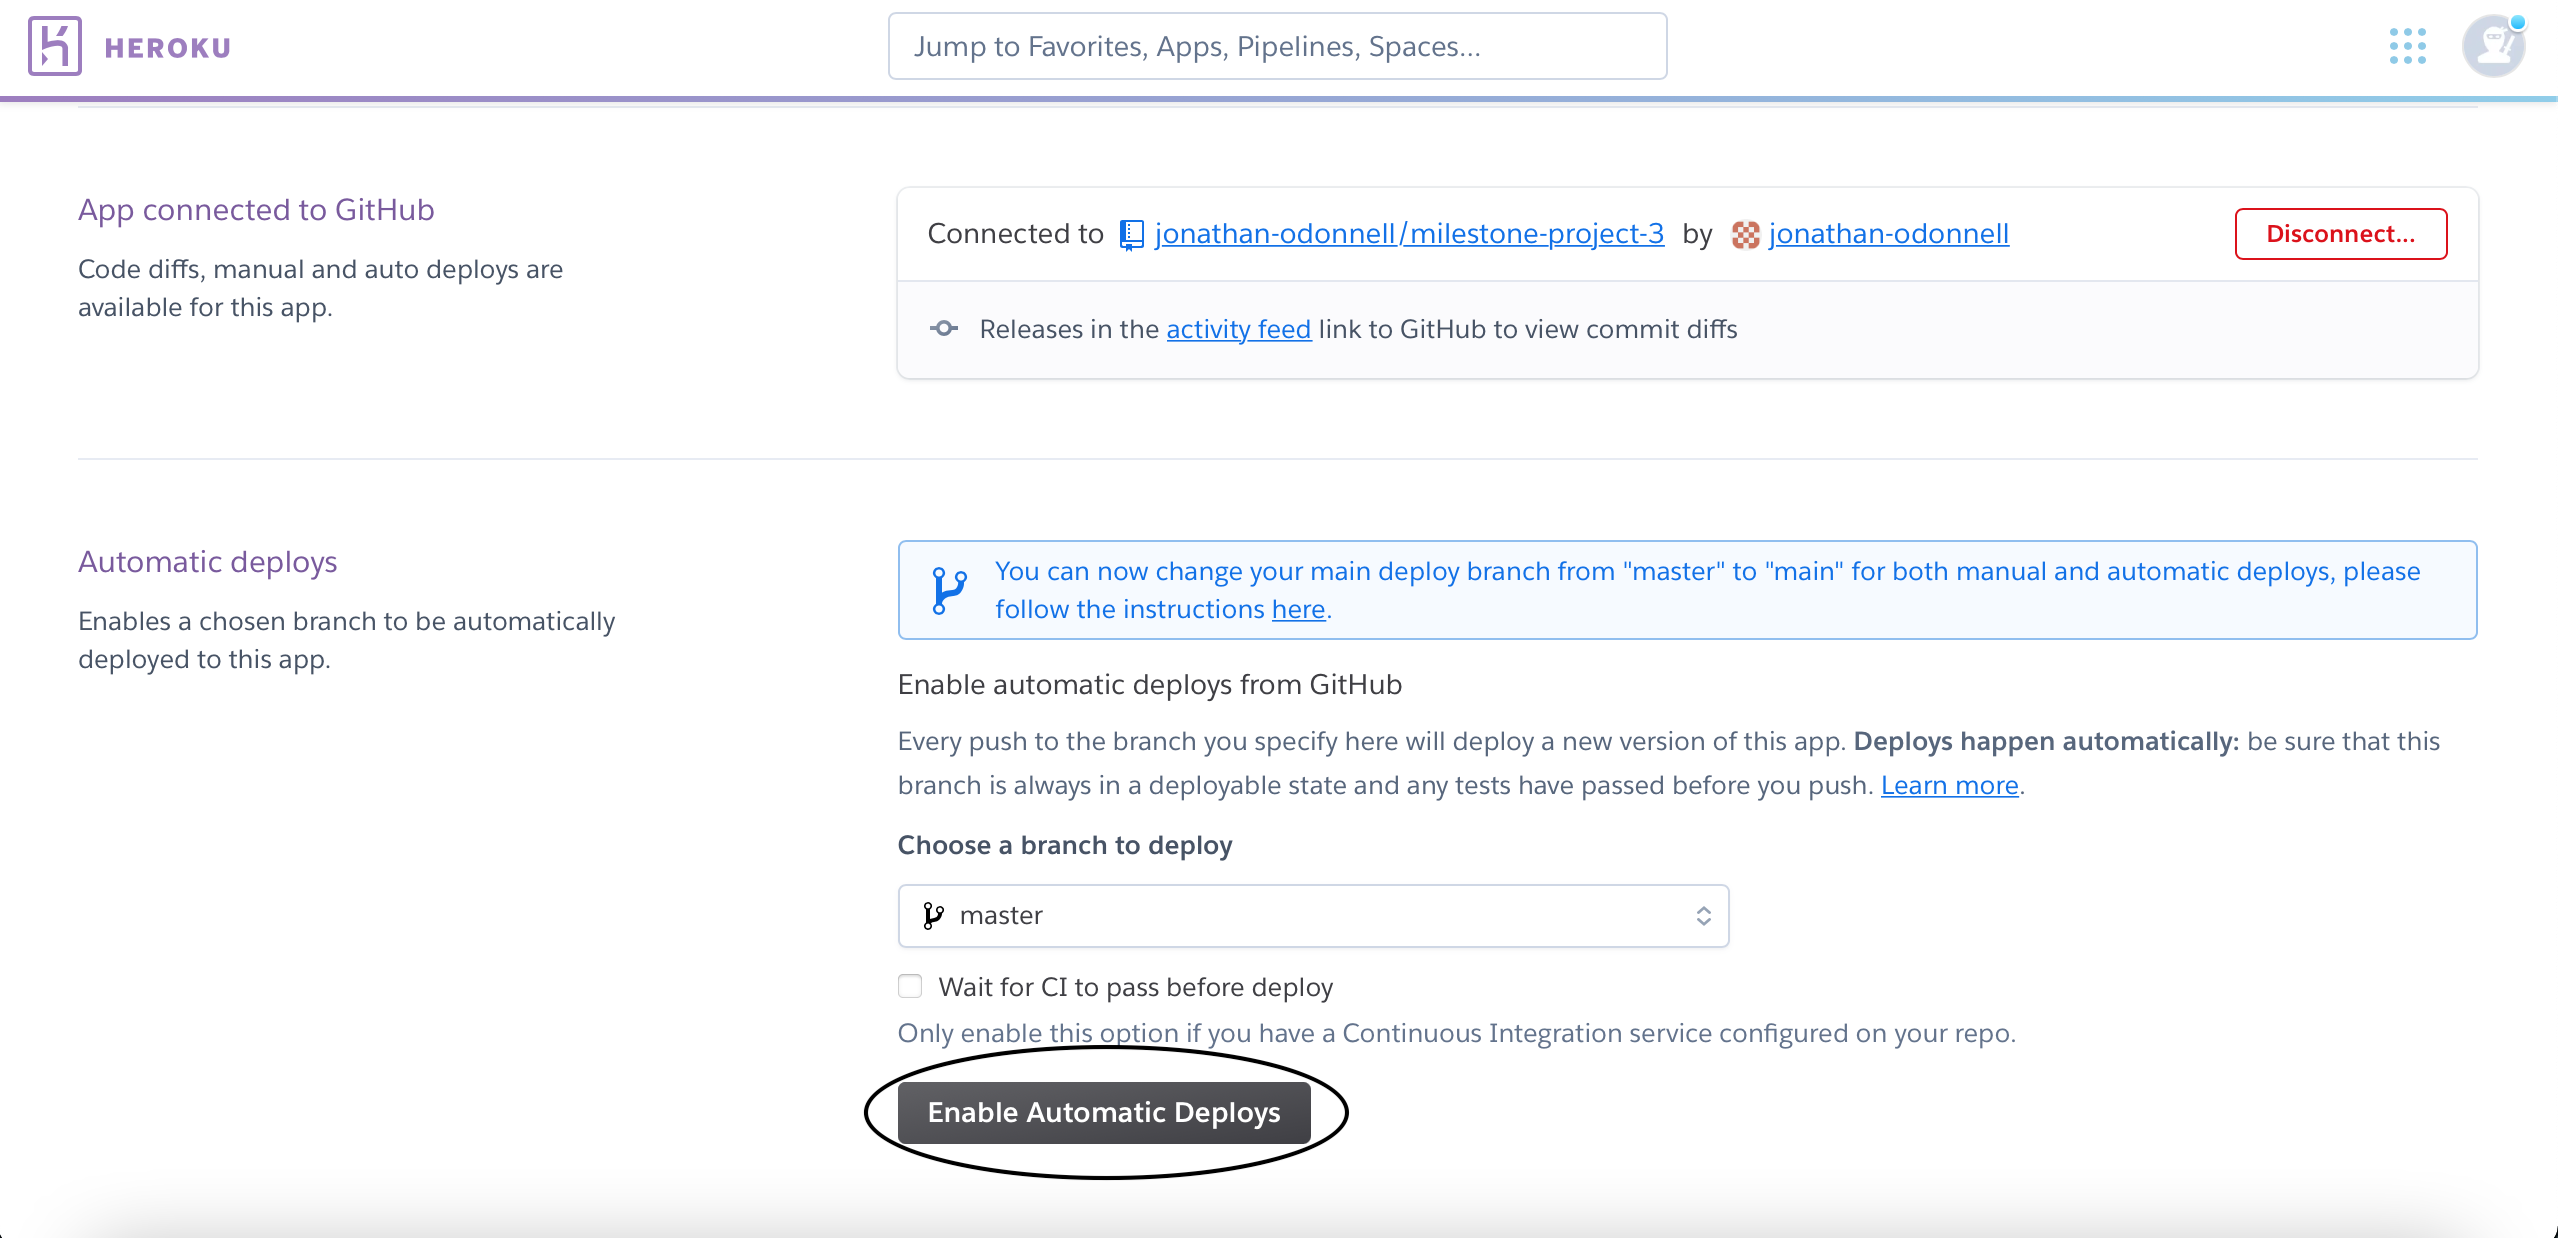 HEROKU
Jump to Favorites, Apps, Pipelines, Spaces...
App connected to GitHub
Code diffs, manual and auto deploys are
available for this app.
Connected to jonathan-odonnell/milestone-project-3 by jonathan-odonnell
Disconnect...
Releases in the activity feed link to GitHub to view commit diffs
Automatic deploys
Enables a chosen branch to be automatically
deployed to this app.
You can now change your main deploy branch from "master" to "main" for both manual and automatic deploys, please
follow the instructions here.
Enable automatic deploys from GitHub
Every push to the branch you specify here will deploy a new version of this app. Deploys happen automatically: be sure that this
branch is always in a deployable state and any tests have passed before you push. Learn more.
Choose a branch to deploy
master
Wait for CI to pass before deploy
Only enable this option if you have a Continuous Integration service configured on your repo.
Enable Automatic Deploys